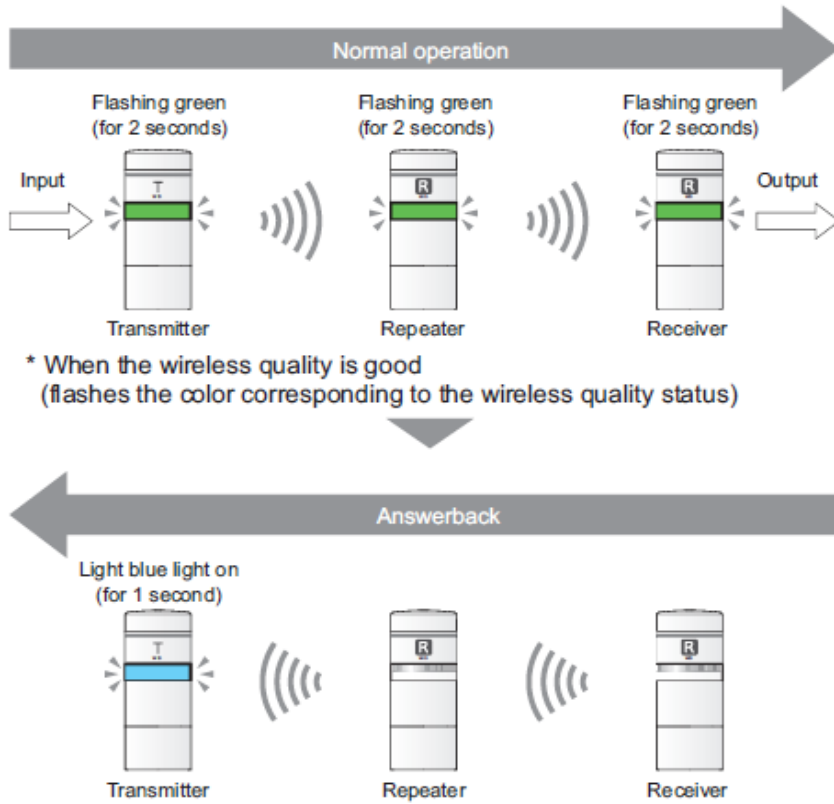 Normal operation
Flashing green Flashing green Flashing green
(for 2 seconds) (for 2 seconds) (for 2 seconds)
Input T R R Output
Transmitter Repeater Receiver
* When the wireless quality is good
(flashes the color corresponding to the wireless quality status)
Answerback
Light blue light on
(for 1 second)
T R R
Transmitter Repeater Receiver